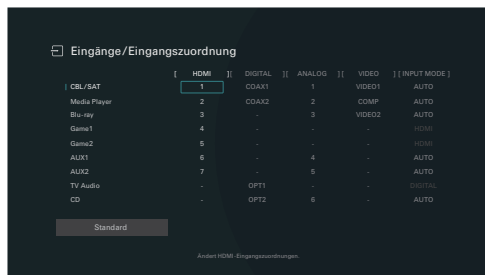 Eingänge/Eingangszuordnung
[ HDMI ][ DIGITAL ][ ANALOG ][ VIDEO ][ INPUT MODE ]
CBL/SAT 1 COAX1 1 VIDEO1 AUTO
Media Player 2 COAX2 2 COMP AUTO
Blu-ray 3 - 3 VIDEO2 AUTO
Game1 4 - - - HDMI
Game2 5 - - - HDMI
AUX1 6 - 4 - AUTO
AUX2 7 - 5 - AUTO
TV Audio - OPT1 - - DIGITAL
CD - OPT2 6 - AUTO
Standard
Ändert HDMI-Eingangszuordnungen.